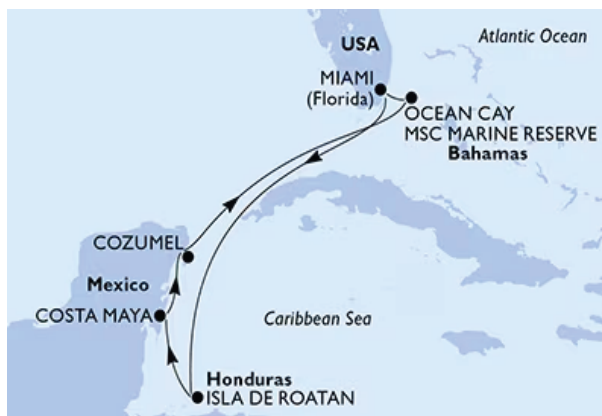 USA
Atlantic Ocean
MIAMI
(Florida)
OCEAN CAY
MSC MARINE RESERVE
Bahamas
COZUMEL
Mexico
COSTA MAYA
Caribbean Sea
Honduras
ISLA DE ROATAN